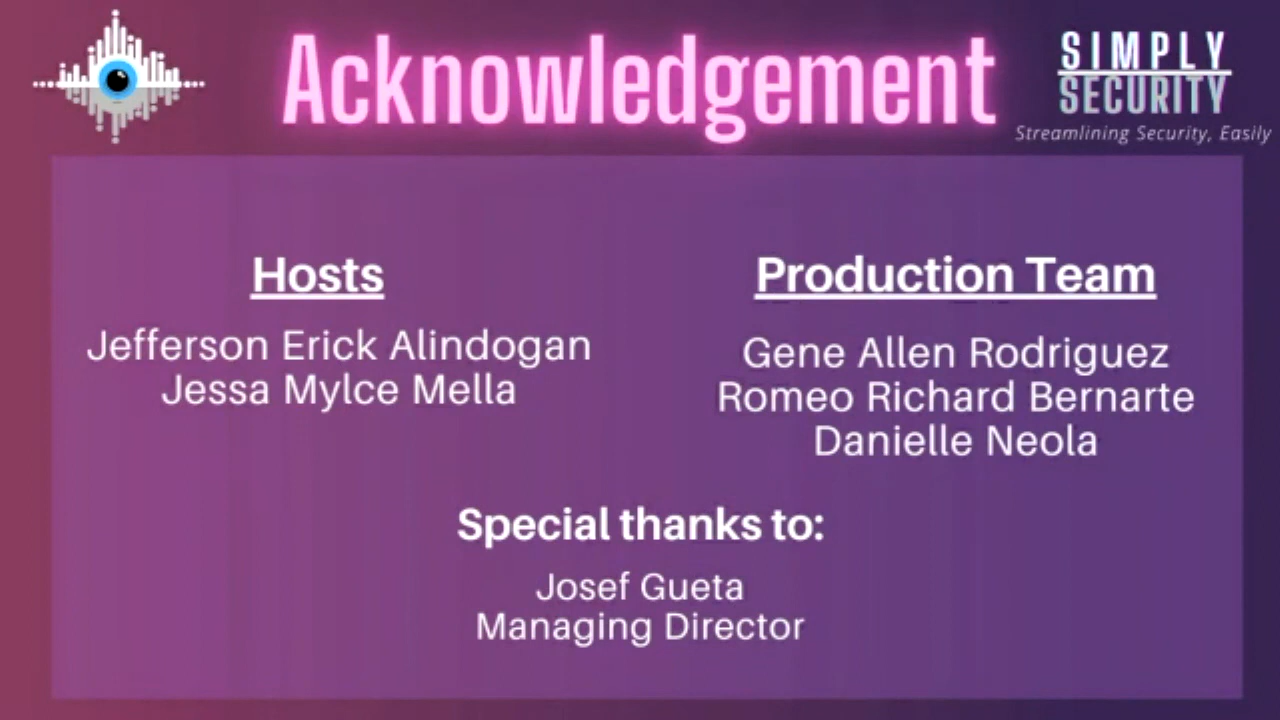 Acknowledgement
SIMPLY
SECURITY
Streamlining Security, Easily
Hosts
Jefferson Erick Alindogan
Jessa Mylce Mella
Production Team
Gene Allen Rodriguez
Romeo Richard Bernarte
Danielle Neola
Special thanks to:
Josef Gueta
Managing Director